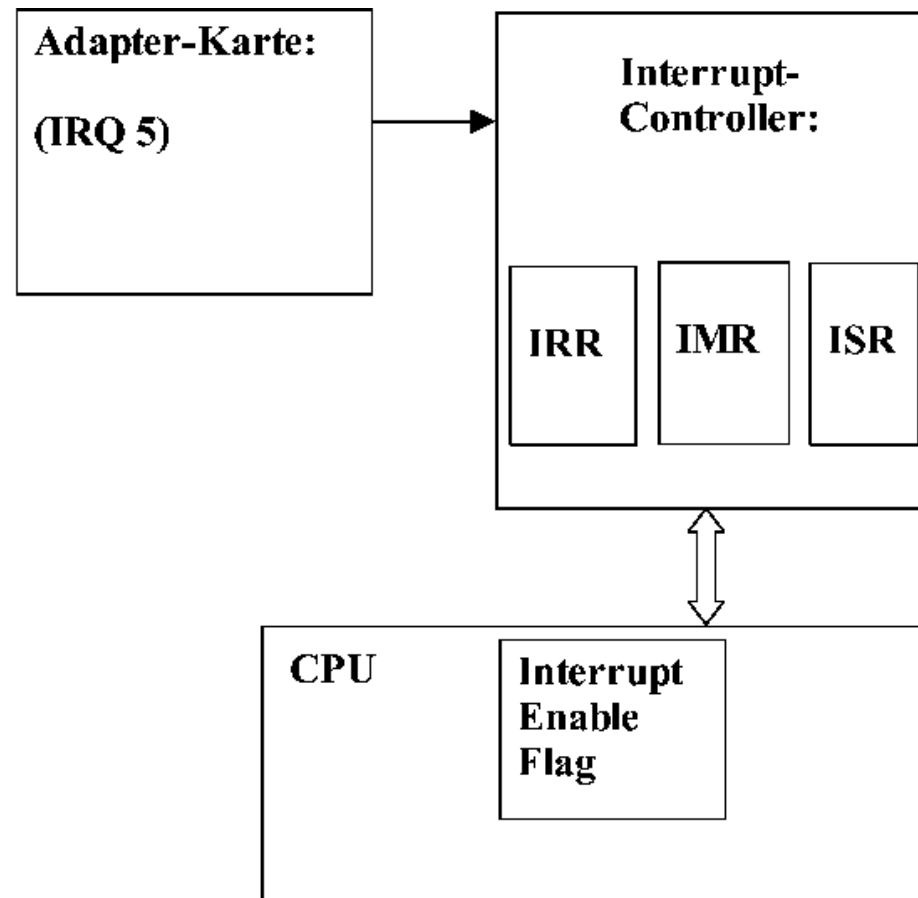 Adapter-Karte:
(IRQ 5)
Interrupt-
Controller:
IRR
IMR
ISR
CPU
Interrupt
Enable
Flag